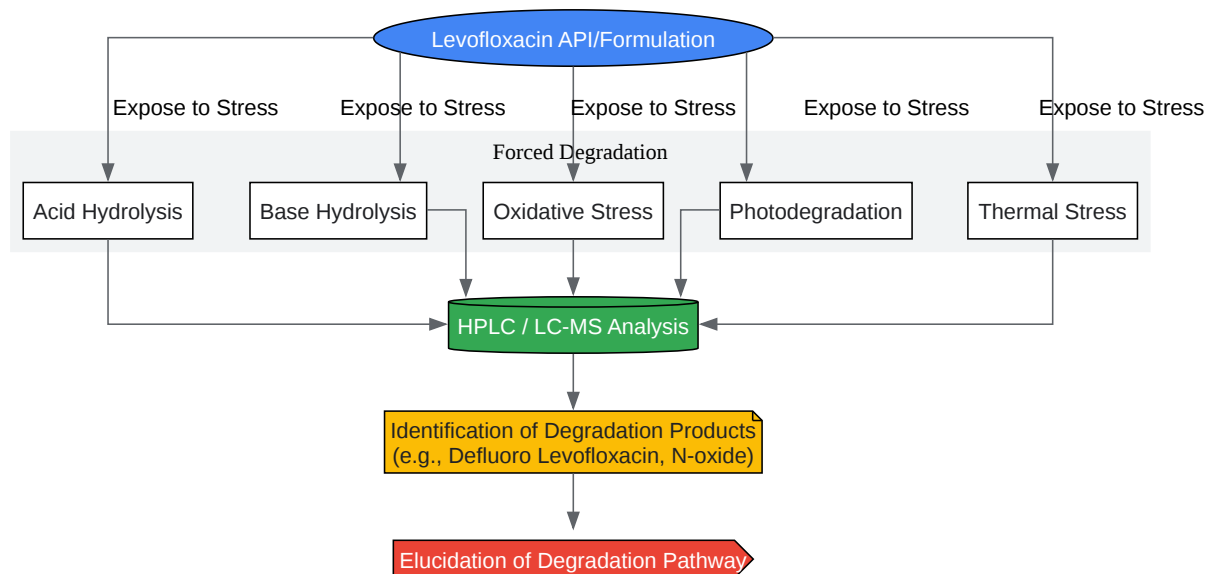 Levofloxacin API/Formulation
Expose to Stress
Expose to Stress
Expose to Stress
Expose to Stress
Expose to Stress
Forced Degradation
Acid Hydrolysis
Base Hydrolysis
Oxidative Stress
Photodegradation
Thermal Stress
HPLC / LC-MS Analysis
Identification of Degradation Products
(e.g., Defluoro Levofloxacin, N-oxide)
Elucidation of Degradation Pathway